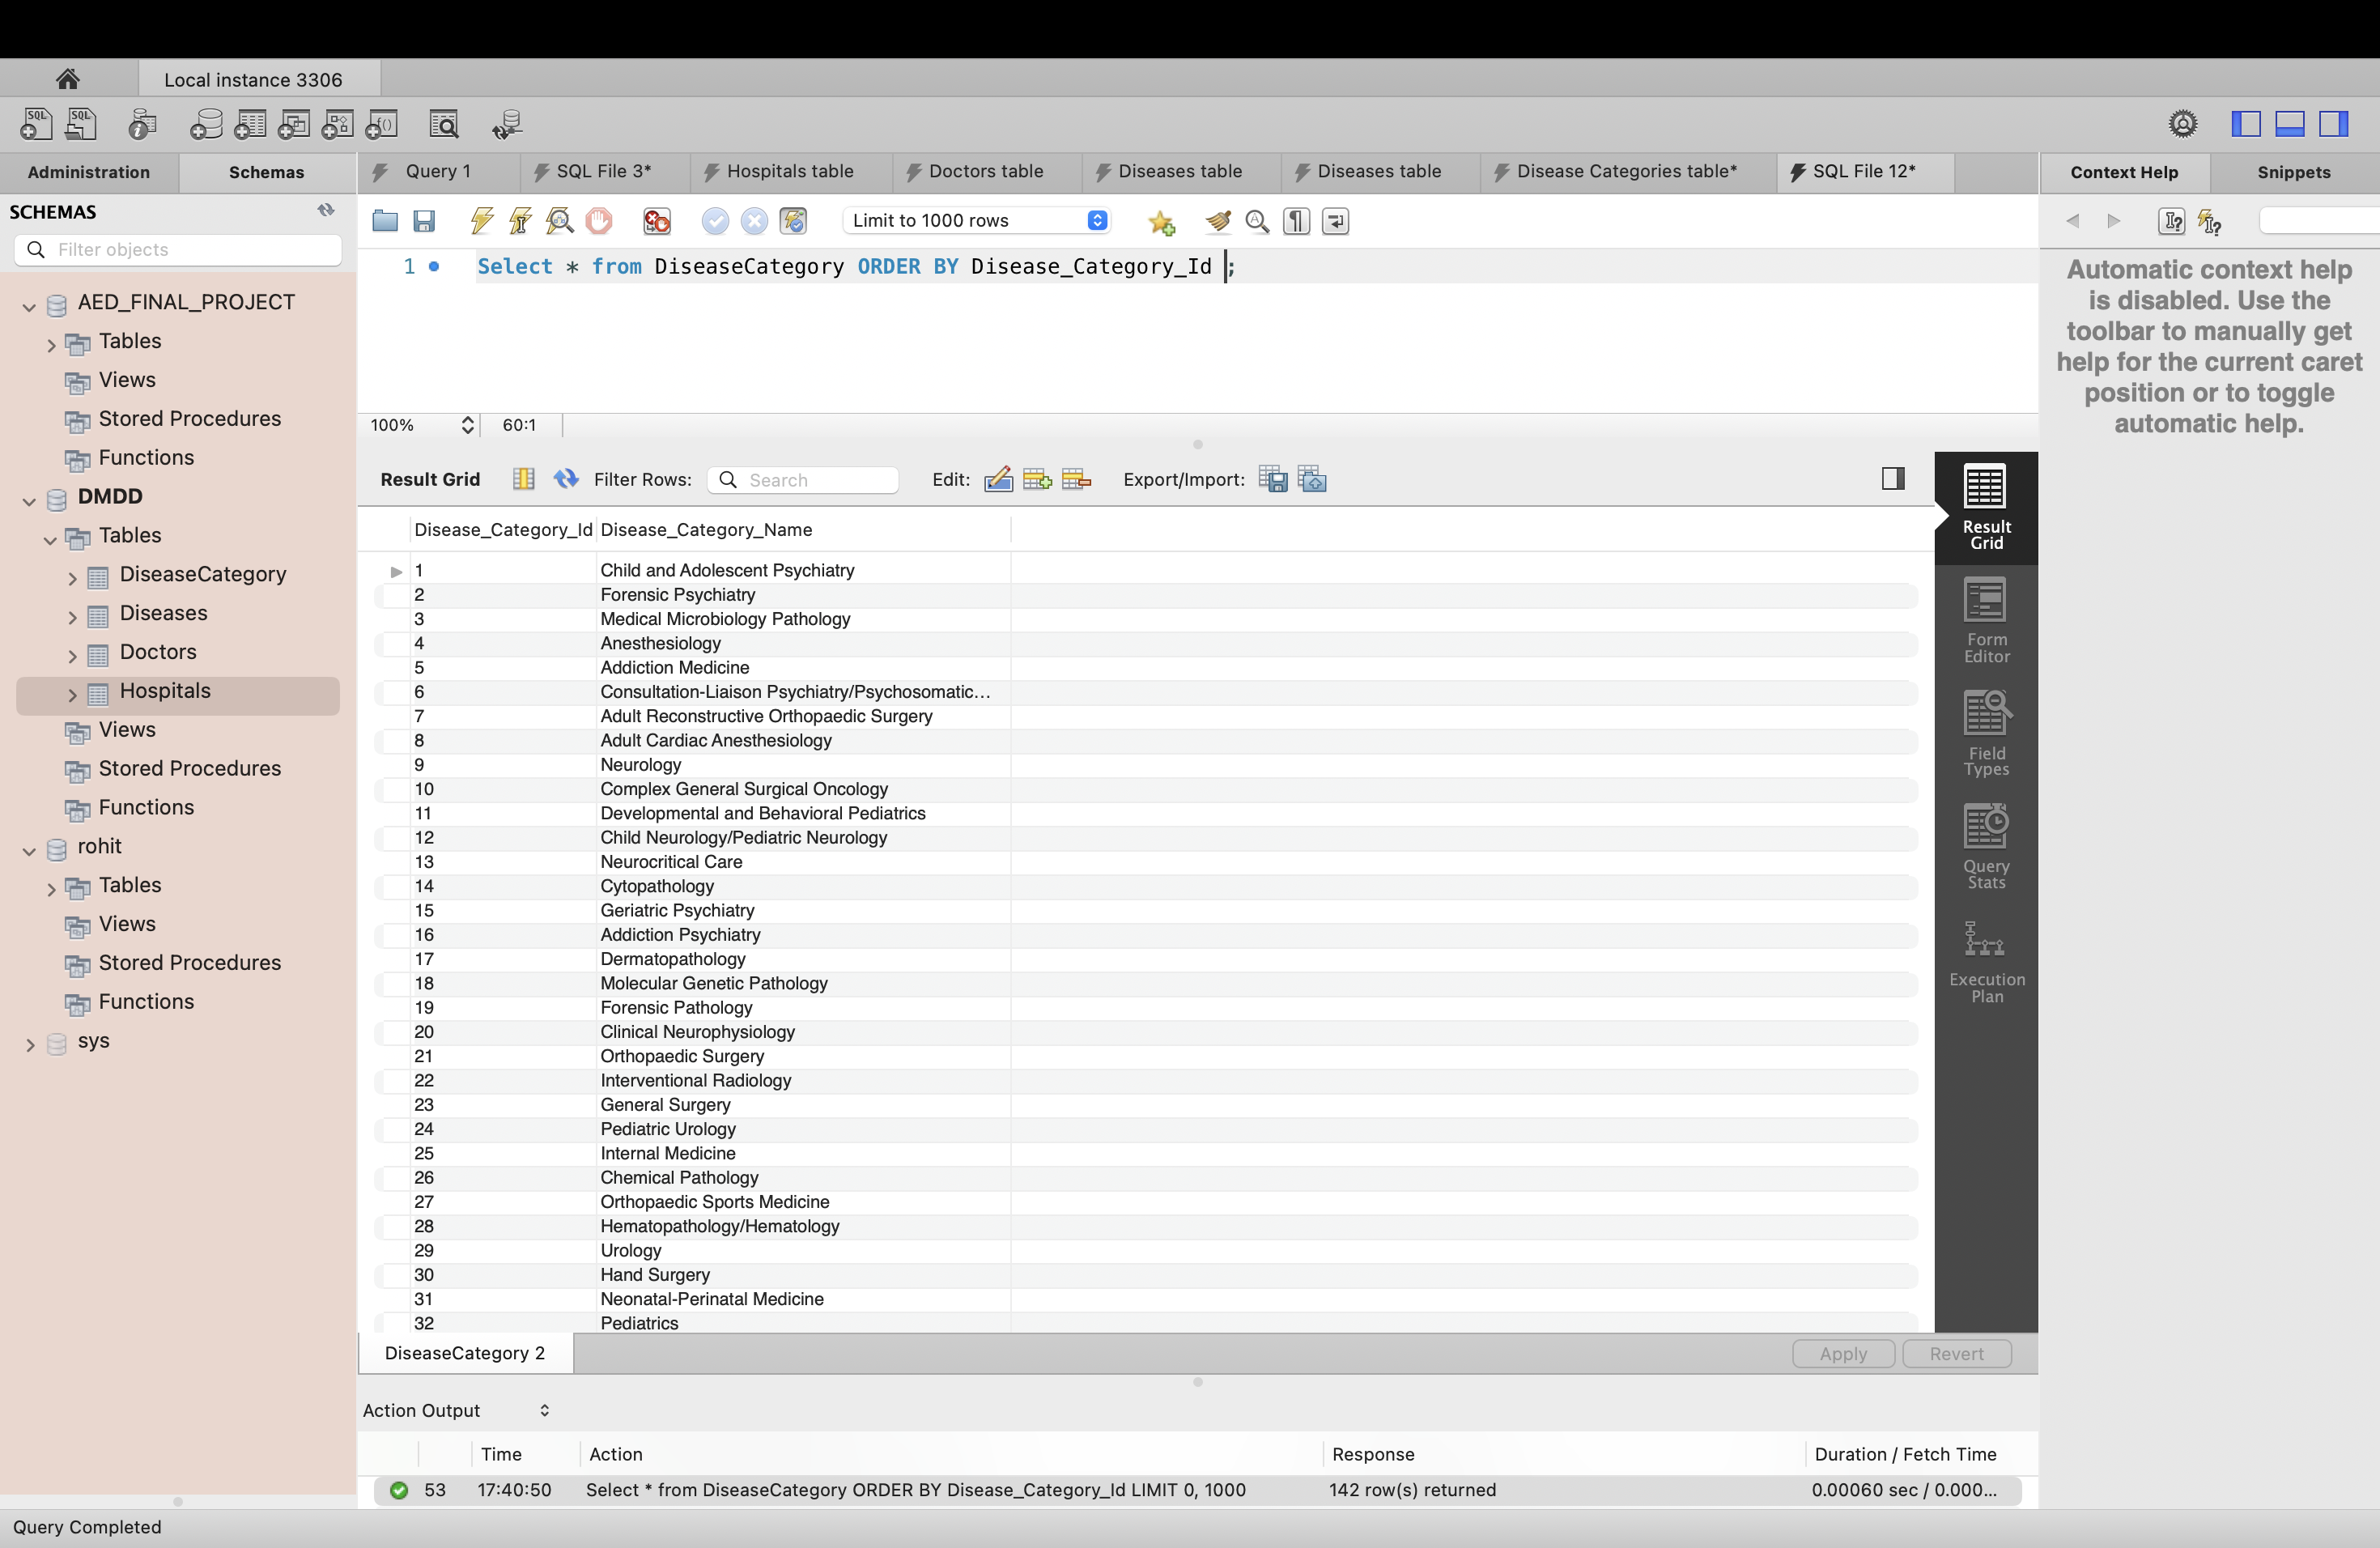 Local instance 3306
Administration
Schemas
Query 1
SQL File 3*
Hospitals table
Doctors table
Diseases table
Diseases table
Disease Categories table*
SQL File 12*
Context Help
Snippets
SCHEMAS
Filter objects
AED_FINAL_PROJECT
Tables
Views
Stored Procedures
Functions
DMDD
Tables
DiseaseCategory
Diseases
Doctors
Hospitals
Views
Stored Procedures
Functions
rohit
Tables
Views
Stored Procedures
Functions
sys
Limit to 1000 rows
1 Select * from DiseaseCategory ORDER BY Disease_Category_Id ;
100% 60:1
Result Grid Filter Rows: Search Edit: Export/Import:
Disease_Category_Id Disease_Category_Name
1 Child and Adolescent Psychiatry
2 Forensic Psychiatry
3 Medical Microbiology Pathology
4 Anesthesiology
5 Addiction Medicine
6 Consultation-Liaison Psychiatry/Psychosomatic...
7 Adult Reconstructive Orthopaedic Surgery
8 Adult Cardiac Anesthesiology
9 Neurology
10 Complex General Surgical Oncology
11 Developmental and Behavioral Pediatrics
12 Child Neurology/Pediatric Neurology
13 Neurocritical Care
14 Cytopathology
15 Geriatric Psychiatry
16 Addiction Psychiatry
17 Dermatopathology
18 Molecular Genetic Pathology
19 Forensic Pathology
20 Clinical Neurophysiology
21 Orthopaedic Surgery
22 Interventional Radiology
23 General Surgery
24 Pediatric Urology
25 Internal Medicine
26 Chemical Pathology
27 Orthopaedic Sports Medicine
28 Hematopathology/Hematology
29 Urology
30 Hand Surgery
31 Neonatal-Perinatal Medicine
32 Pediatrics
Result
Grid
Form
Editor
Field
Types
Query
Stats
Execution
Plan
Automatic context help
is disabled. Use the
toolbar to manually get
help for the current caret
position or to toggle
automatic help.
DiseaseCategory 2
Apply
Revert
Action Output
Time Action Response Duration / Fetch Time
53 17:40:50 Select * from DiseaseCategory ORDER BY Disease_Category_Id LIMIT 0, 1000 142 row(s) returned 0.00060 sec / 0.000...
Query Completed